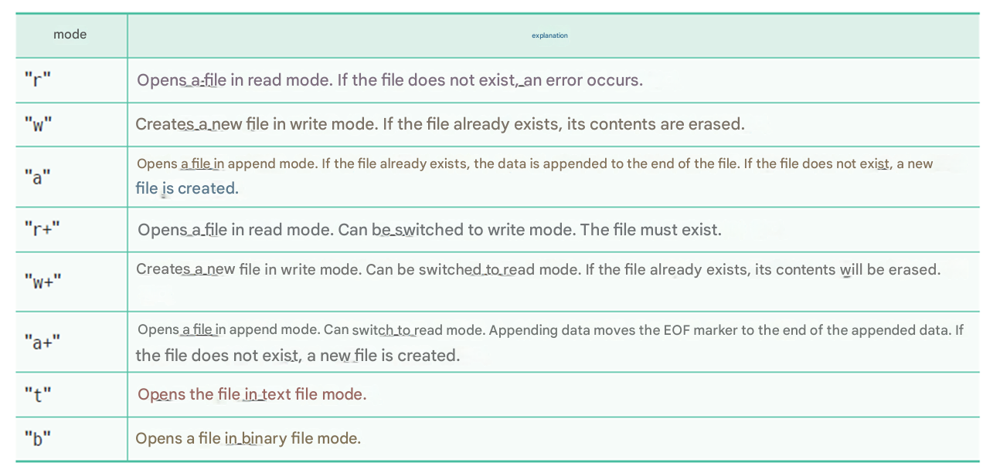 mode
explanation
"r"
Opens a file in read mode. If the file does not exist, an error occurs.
"w"
Creates a new file in write mode. If the file already exists, its contents are erased.
"a"
Opens a file in append mode. If the file already exists, the data is appended to the end of the file. If the file does not exist, a new
file is created.
"r+"
Opens a file in read mode. Can be switched to write mode. The file must exist.
"w+"
Creates a new file in write mode. Can be switched to read mode. If the file already exists, its contents will be erased.
"a+"
Opens a file in append mode. Can switch to read mode. Appending data moves the EOF marker to the end of the appended data. If
the file does not exist, a new file is created.
"t"
Opens the file in text file mode.
"b"
Opens a file in binary file mode.